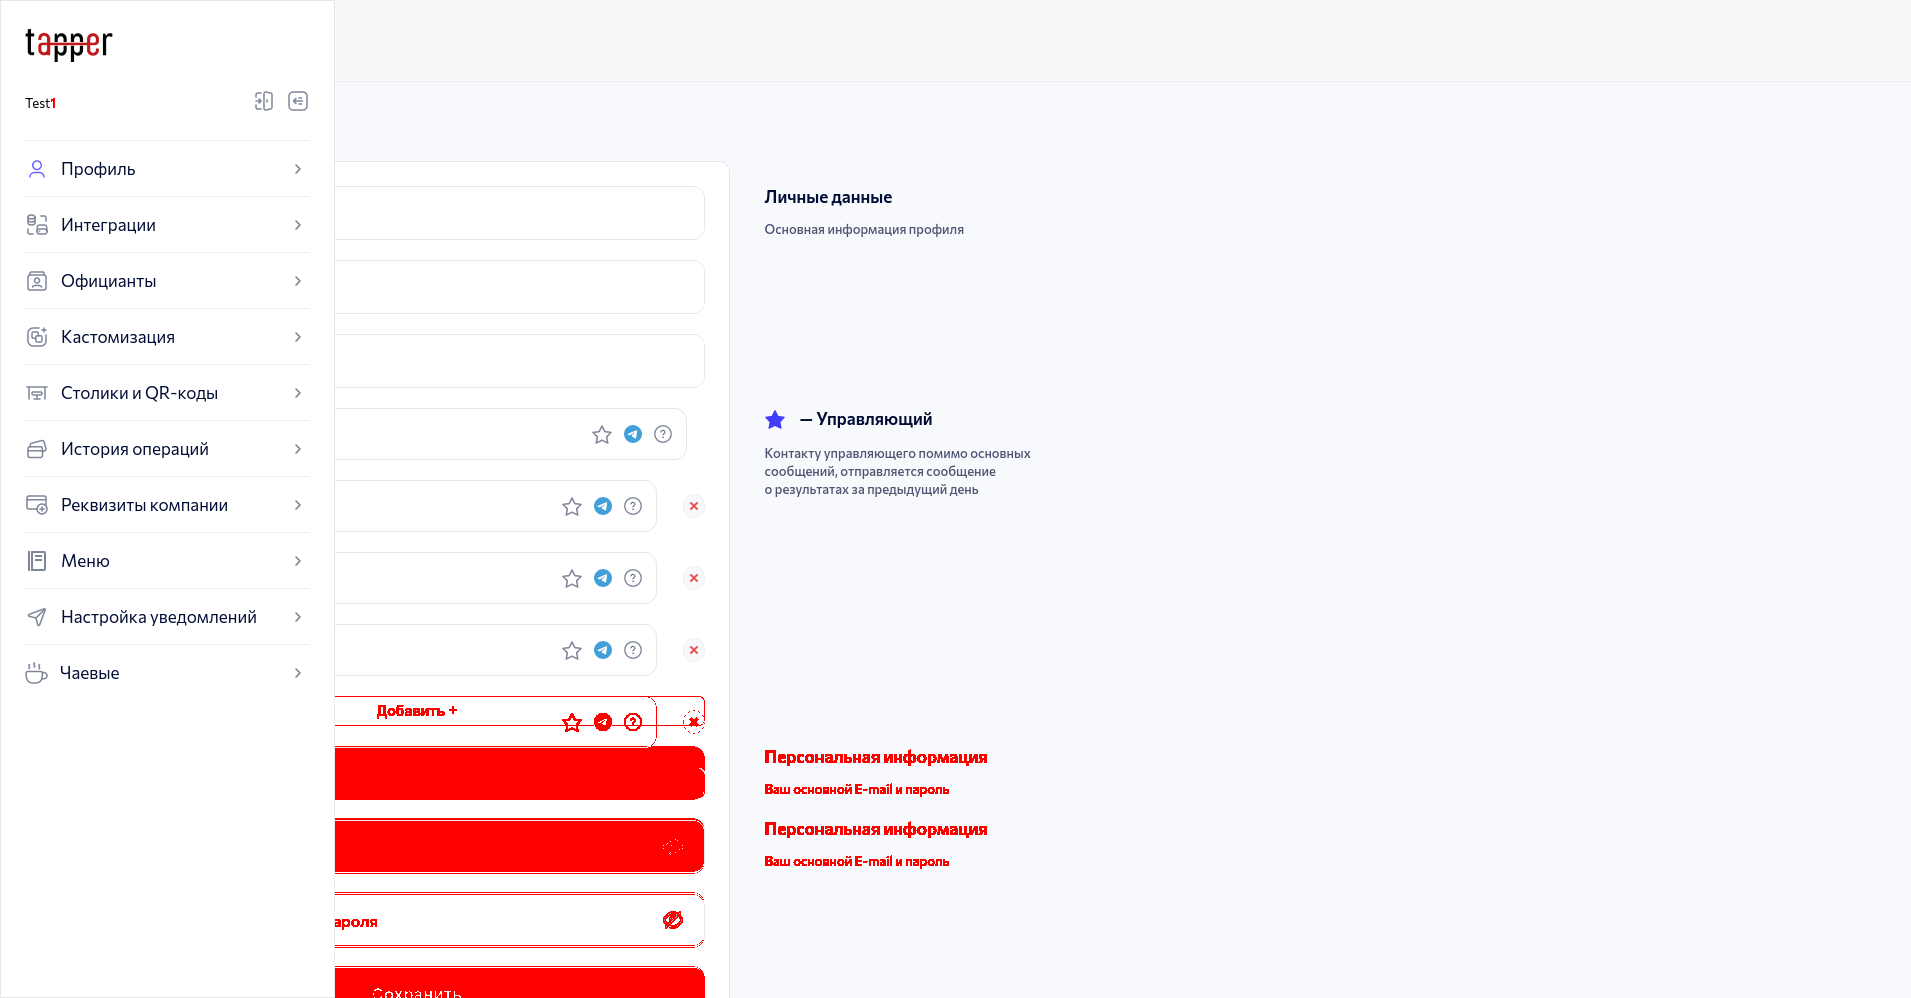 tapper
Test1
Профиль
Интеграции
Официанты
Кастомизация
Столики и QR-коды
История операций
Реквизиты компании
Меню
Настройка уведомлений
Чаевые
Добавить +
ароля
Сохранить
Личные данные
Основная информация профиля
— Управляющий
Контакту управляющего помимо основных
сообщений, отправляется сообщение
о результатах за предыдущий день
Персональная информация
Ваш основной E-mail и пароль
Персональная информация
Ваш основной E-mail и пароль